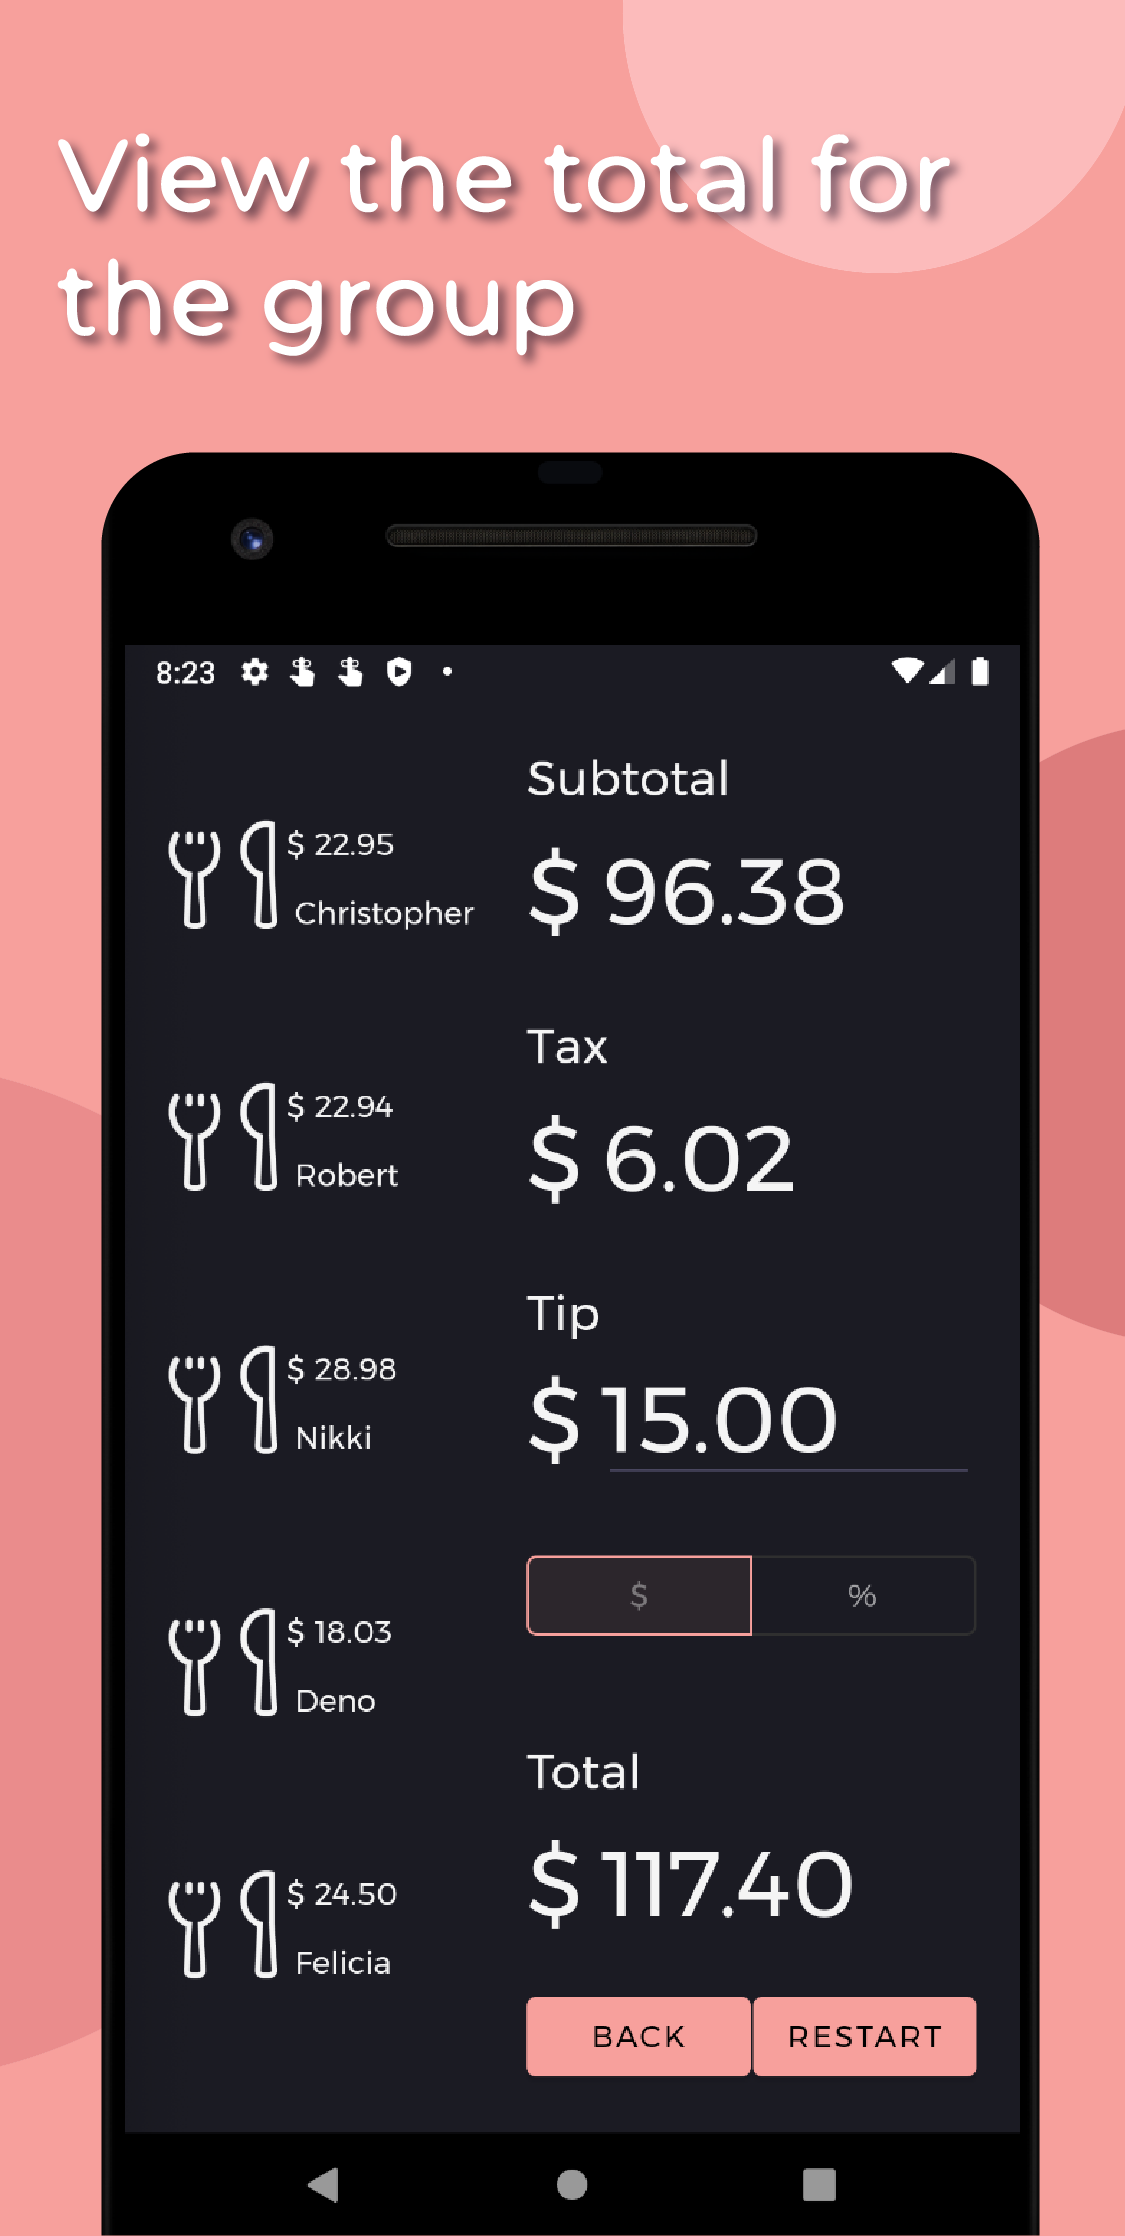 View the total for
the group
8:23
$ 22.95
Christopher
$ 22.94
Robert
$ 28.98
Nikki
$ 18.03
Deno
$ 24.50
Felicia
Subtotal
$ 96.38
Tax
$ 6.02
Tip
$ 15.00
$ %
Total
$ 117.40
BACK RESTART